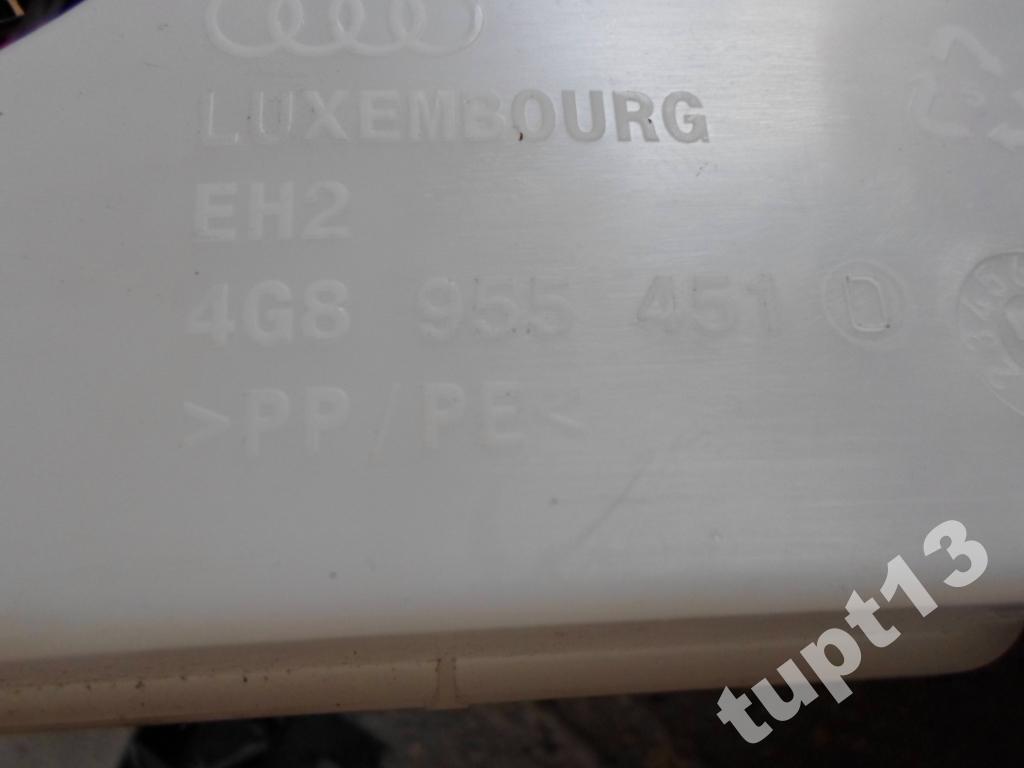 LUXEMBOURG
EH2
4G8 955 451 D
>PP/PE<
tupt13